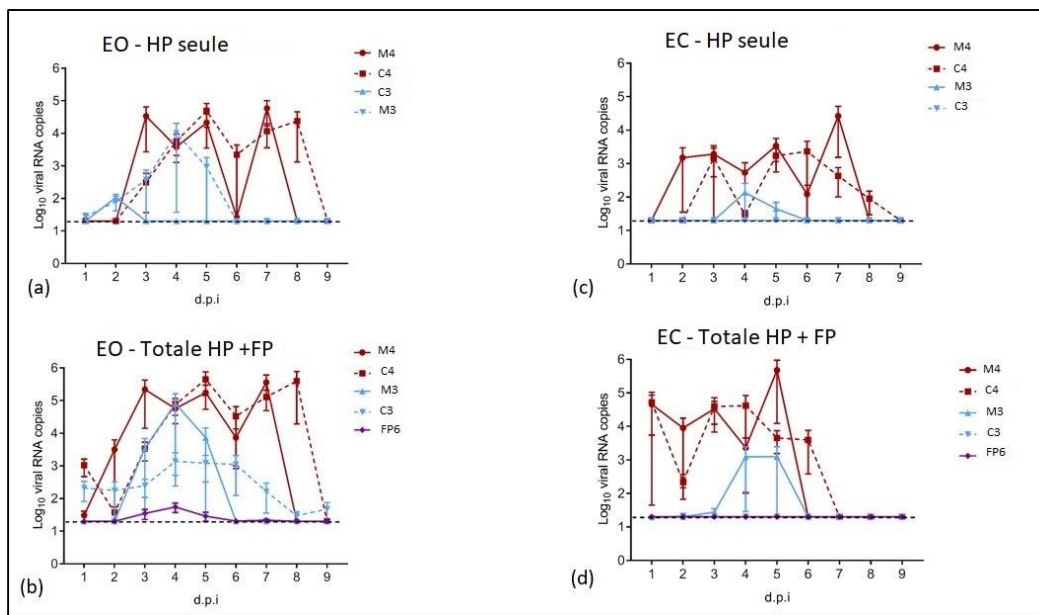 EO - HP seule
M4
C4
C3
M3
Log10 viral RNA copies
6
5
4
3
2
1
0
1 2 3 4 5 6 7 8 9
d.p.i
(a)
EC - HP seule
M4
C4
M3
C3
Log10 viral RNA copies
6
5
4
3
2
1
0
1 2 3 4 5 6 7 8 9
d.p.i
(c)
EO - Totale HP +FP
M4
C4
M3
C3
FP6
Log10 viral RNA copies
6
5
4
3
2
1
0
1 2 3 4 5 6 7 8 9
d.p.i
(b)
EC - Totale HP + FP
M4
C4
M3
C3
FP6
Log10 viral RNA copies
6
5
4
3
2
1
0
1 2 3 4 5 6 7 8 9
d.p.i
(d)